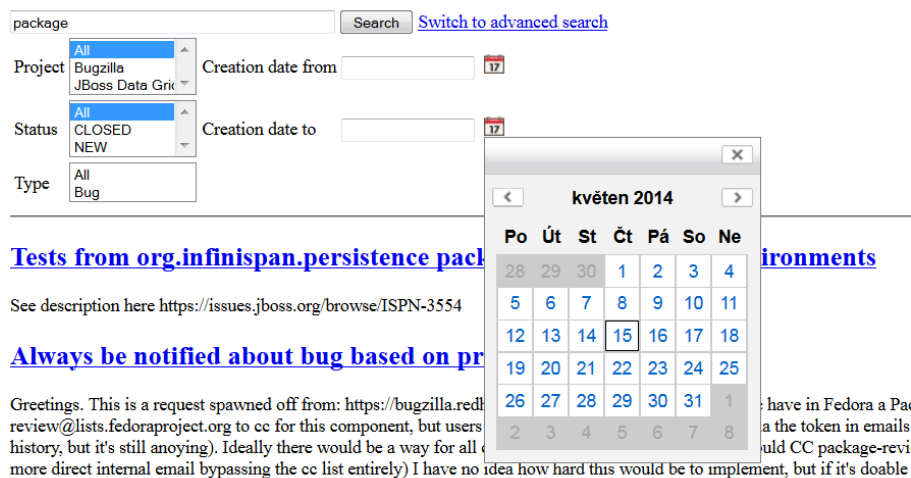 package Search Switch to advanced search
All
Project Bugzilla Creation date from 17
JBoss Data Gri
All
Status CLOSED Creation date to 17
NEW
Type All
Bug
květen 2014
Po Út St Čt Pá So Ne
28 29 30 1 2 3 4
5 6 7 8 9 10 11
12 13 14 15 16 17 18
19 20 21 22 23 24 25
26 27 28 29 30 31 1
2 3 4 5 6 7 8
Tests from org.infinispan.persistence pack ironments
See description here https://issues.jboss.org/browse/ISPN-3554
Always be notified about bug based on pr
Greetings. This is a request spawned off from: https://bugzilla.redh have in Fedora a Pac
review@lists.fedoraproject.org to cc for this component, but users a the token in emails
history, but it's still anoying). Ideally there would be a way for all uld CC package-revi
more direct internal email bypassing the cc list entirely) I have no idea how hard this would be to implement, but if it's doable